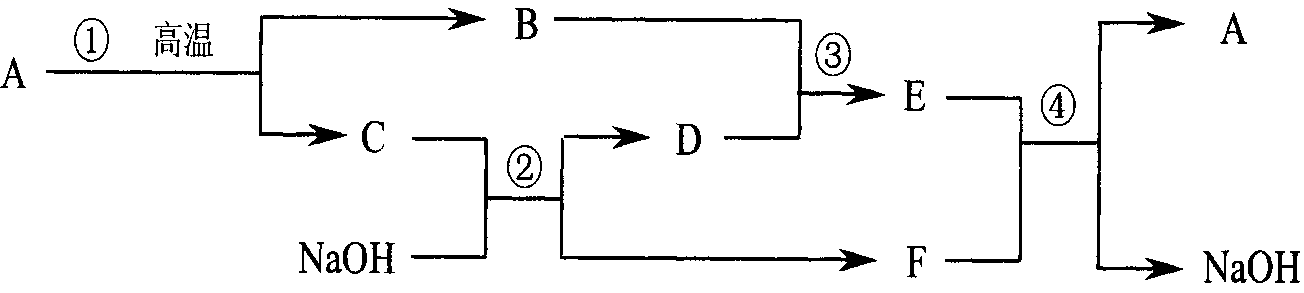 A ① 高温
B
C
NaOH
②
D
F
③
E
④
A
NaOH